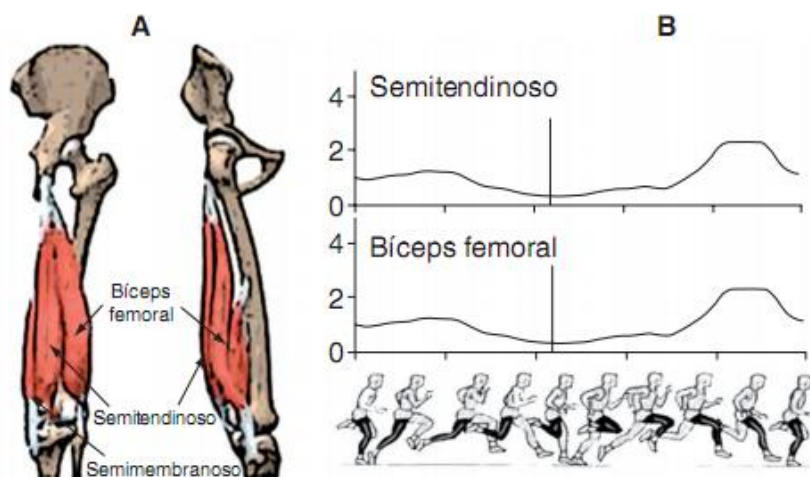 A
B
Semitendinoso
4
2
0
Bíceps femoral
4
2
0
Bíceps
femoral
Semitendinoso
Semimembranoso